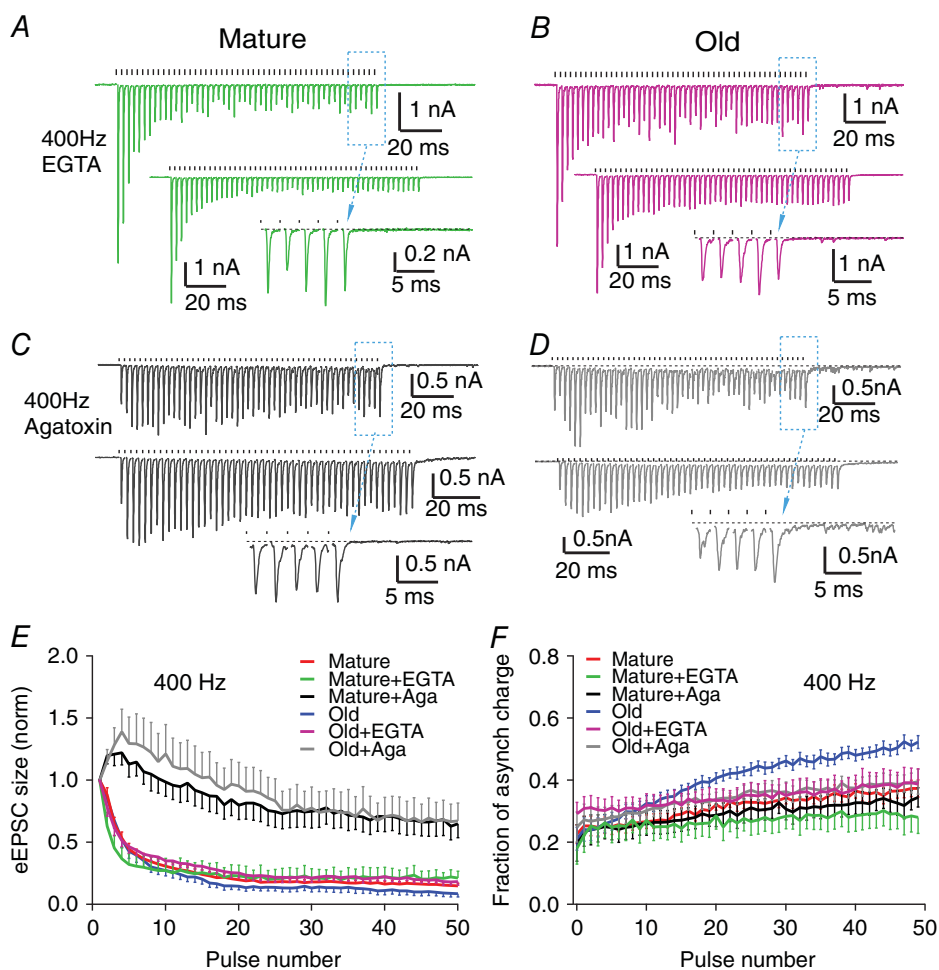 A
Mature
B
Old
400Hz
EGTA
1 nA
20 ms
1 nA
20 ms
1 nA
20 ms
0.2 nA
5 ms
1 nA
20 ms
1 nA
5 ms
C
D
400Hz
Agatoxin
0.5 nA
20 ms
0.5nA
20 ms
0.5 nA
20 ms
0.5 nA
5 ms
0.5nA
20 ms
0.5nA
5 ms
E
2.0
1.5
1.0
0.5
0.0
eEPSC size (norm)
400 Hz
Mature
Mature+EGTA
Mature+Aga
Old
Old+EGTA
Old+Aga
0 10 20 30 40 50
Pulse number
F
0.8
0.6
0.4
0.2
0.0
Fraction of asynch charge
Mature
Mature+EGTA
Mature+Aga
Old
Old+EGTA
Old+Aga
400 Hz
0 10 20 30 40 50
Pulse number